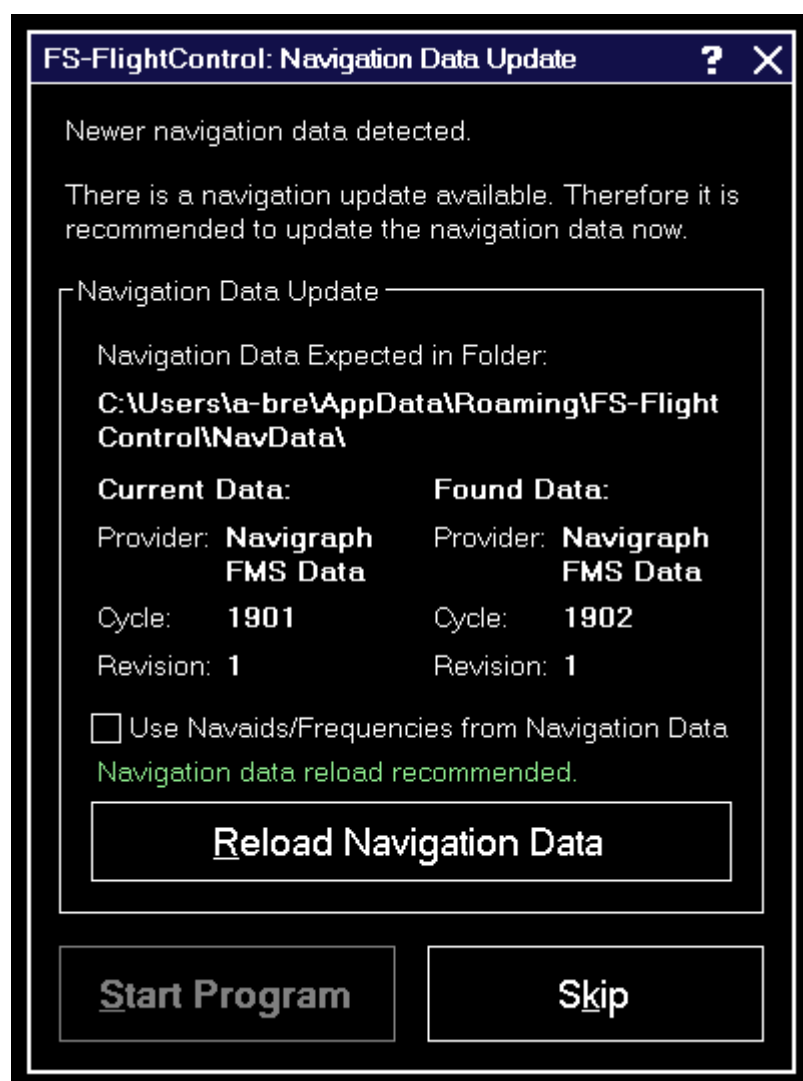 FS-FlightControl: Navigation Data Update ? X
Newer navigation data detected.
There is a navigation update available. Therefore it is
recommended to update the navigation data now.
Navigation Data Update
Navigation Data Expected in Folder:
C:\Users\a-bre\AppData\Roaming\FS-Flight
Control\NavData\
Current Data: Found Data:
Provider: Navigraph Provider: Navigraph
FMS Data FMS Data
Cycle: 1901 Cycle: 1902
Revision: 1 Revision: 1
Use Navaids/Frequencies from Navigation Data
Navigation data reload recommended.
Reload Navigation Data
Start Program Skip